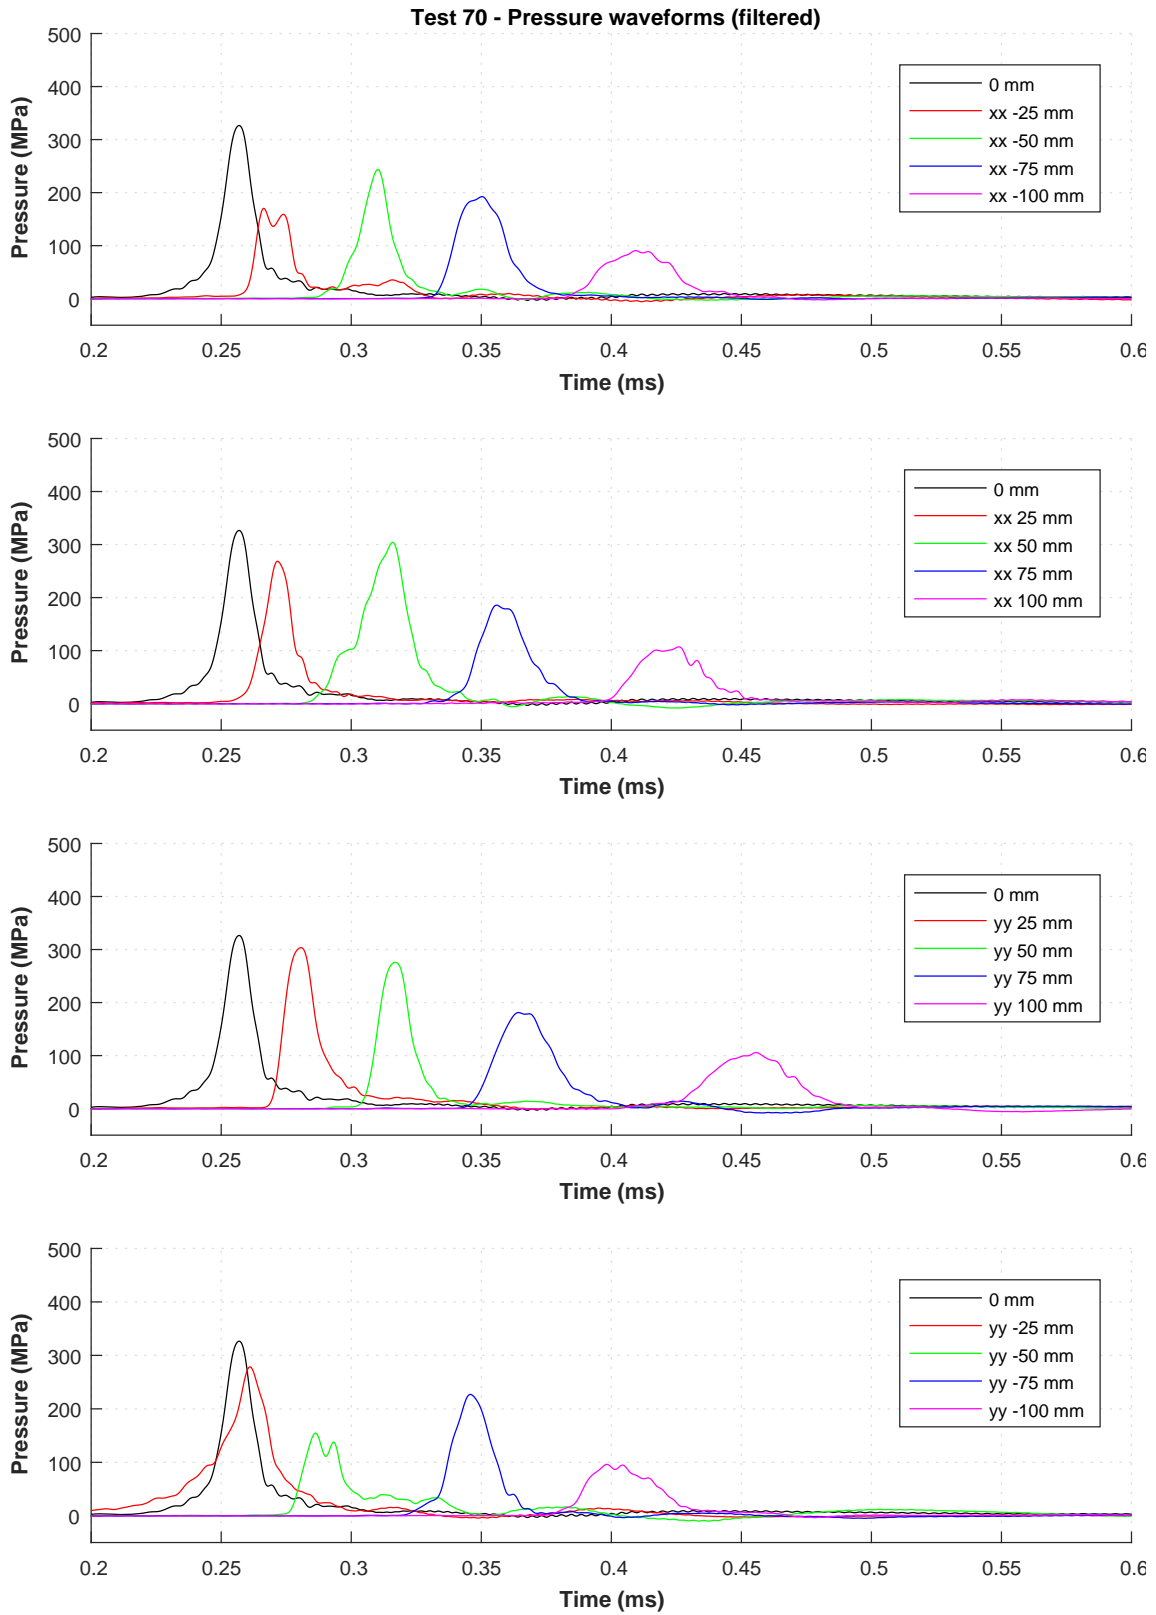 Test 70 - Pressure waveforms (filtered)
500
400
300
200
100
0
Pressure (MPa)
0 mm
xx -25 mm
xx -50 mm
xx -75 mm
xx -100 mm
0.2 0.25 0.3 0.35 0.4 0.45 0.5 0.55 0.6
Time (ms)
500
400
300
200
100
0
Pressure (MPa)
0 mm
xx 25 mm
xx 50 mm
xx 75 mm
xx 100 mm
0.2 0.25 0.3 0.35 0.4 0.45 0.5 0.55 0.6
Time (ms)
500
400
300
200
100
0
Pressure (MPa)
0 mm
yy 25 mm
yy 50 mm
yy 75 mm
yy 100 mm
0.2 0.25 0.3 0.35 0.4 0.45 0.5 0.55 0.6
Time (ms)
500
400
300
200
100
0
Pressure (MPa)
0 mm
yy -25 mm
yy -50 mm
yy -75 mm
yy -100 mm
0.2 0.25 0.3 0.35 0.4 0.45 0.5 0.55 0.6
Time (ms)